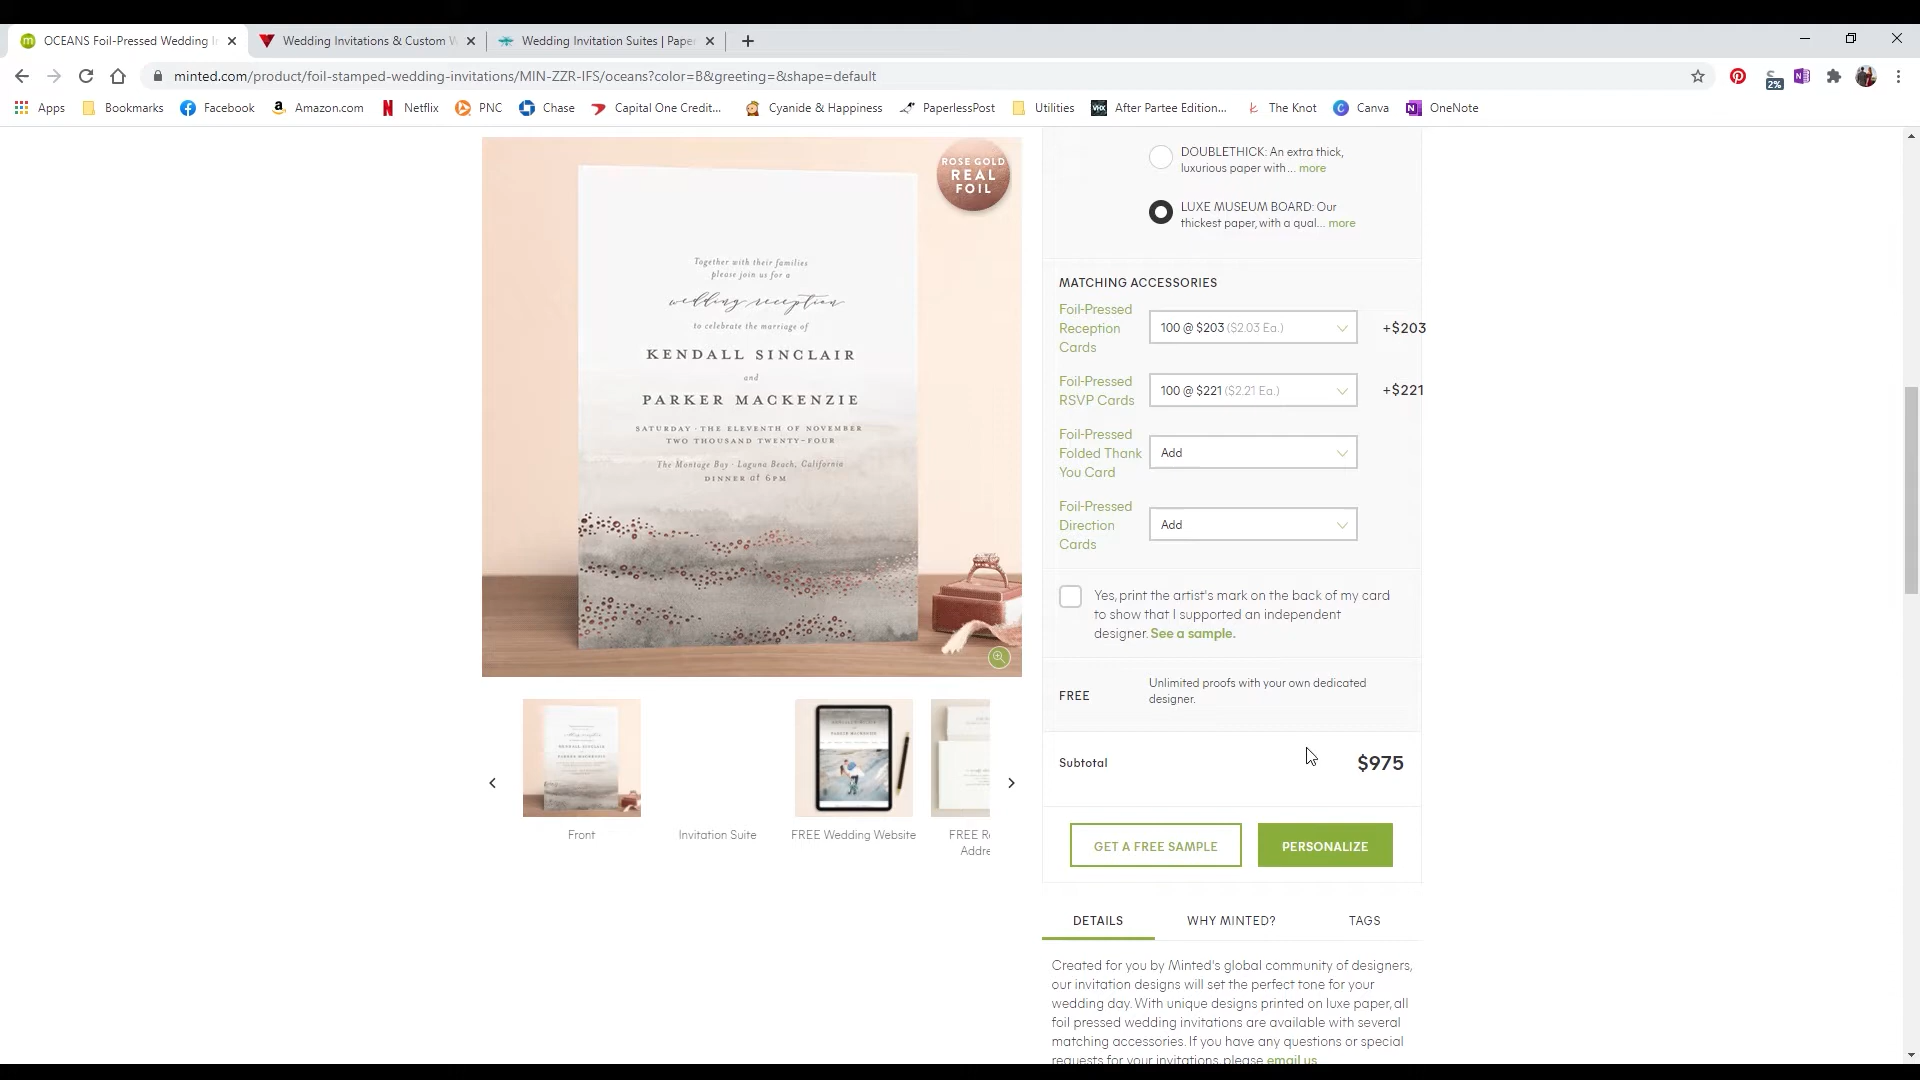 OCEANS Foil-Pressed Wedding In
Wedding Invitations & Custom W
Wedding Invitation Suites | Pape
minted.com/product/foil-stamped-wedding-invitations/MIN-ZZR-IFS/oceans?color=B&greeting=&shape=default
2%
Apps
Bookmarks
Facebook
Amazon.com
Netflix
PNC
Chase
Capital One Credit...
Cyanide & Happiness
PaperlessPost
Utilities
After Partee Edition...
The Knot
Canva
OneNote
ROSE GOLD
REAL
FOIL
Together with their families
please join us for a
wedding reception
to celebrate the marriage of
KENDALL SINCLAIR
and
PARKER MACKENZIE
SATURDAY · THE ELEVENTH OF NOVEMBER
TWO THOUSAND TWENTY-FOUR
The Montage Bay · Laguna Beach, California
DINNER at 6PM
Front
Invitation Suite
FREE Wedding Website
FREE R
Addre
DOUBLETHICK: An extra thick,
luxurious paper with... more
LUXE MUSEUM BOARD: Our
thickest paper, with a qual... more
MATCHING ACCESSORIES
Foil-Pressed
Reception
Cards
100 @ $203 ($2.03 Ea.)
+$203
Foil-Pressed
RSVP Cards
100 @ $221 ($2.21 Ea.)
+$221
Foil-Pressed
Folded Thank
You Card
Add
Foil-Pressed
Direction
Cards
Add
Yes, print the artist's mark on the back of my card
to show that I supported an independent
designer. See a sample.
FREE
Unlimited proofs with your own dedicated
designer.
Subtotal
$975
GET A FREE SAMPLE
PERSONALIZE
DETAILS
WHY MINTED?
TAGS
Created for you by Minted's global community of designers,
our invitation designs will set the perfect tone for your
wedding day. With unique designs printed on luxe paper, all
foil pressed wedding invitations are available with several
matching accessories. If you have any questions or special
requests for your invitations, please email us